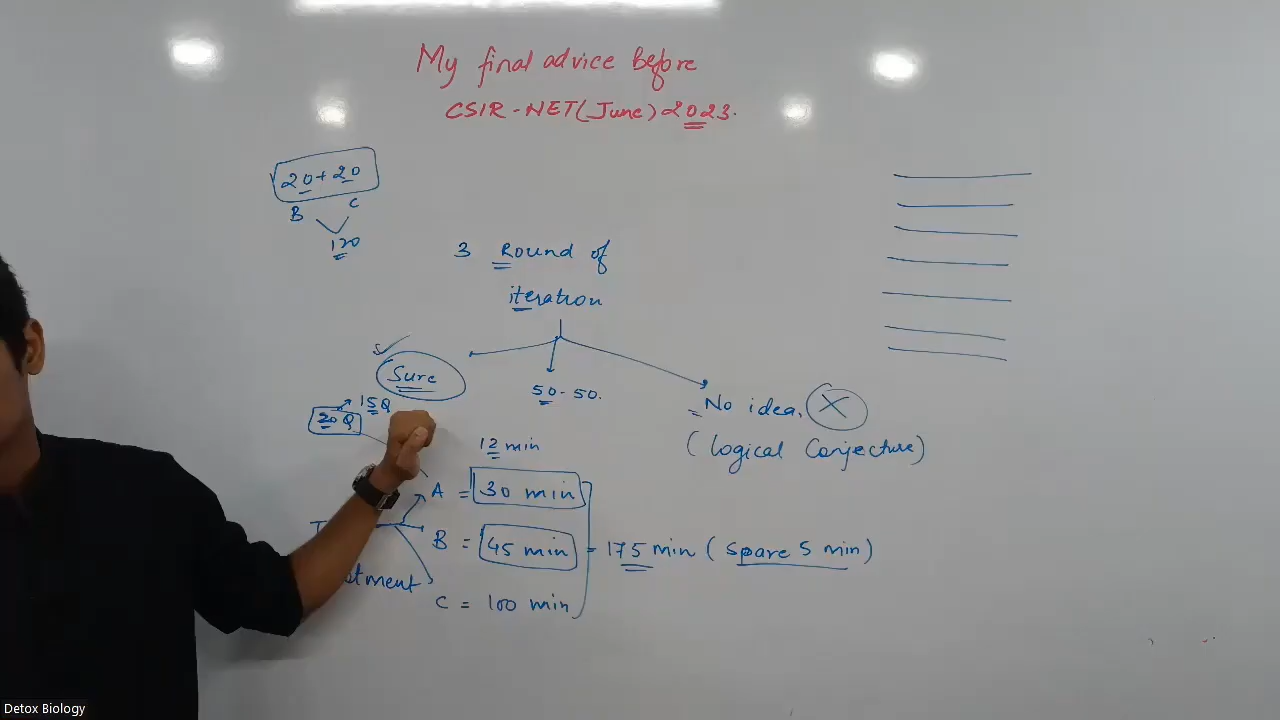 My final advice Before
CSIR-NET(June) 2023.
20 + 20
B C
120
3 Round of
iteration
Sure
50-50.
No idea.
(Logical Conjecture)
15Q
20 Q
12 min
A = 30 min
B = 45 min = 175 min (Spare 5 min)
C = 100 min
Detox Biology